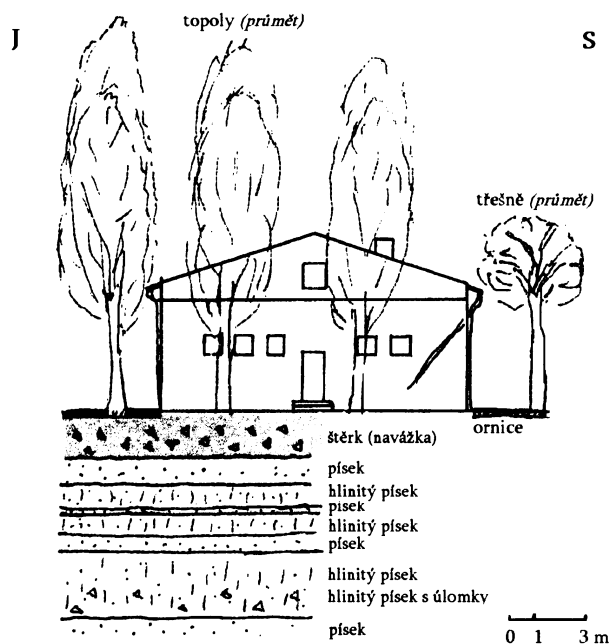 topoly (průmět)
J
S
třešně (průmět)
ornice
štěrk (navážka)
písek
hlinitý písek
písek
hlinitý písek
písek
hlinitý písek
hlinitý písek s úlomky
písek
0 1 3 m